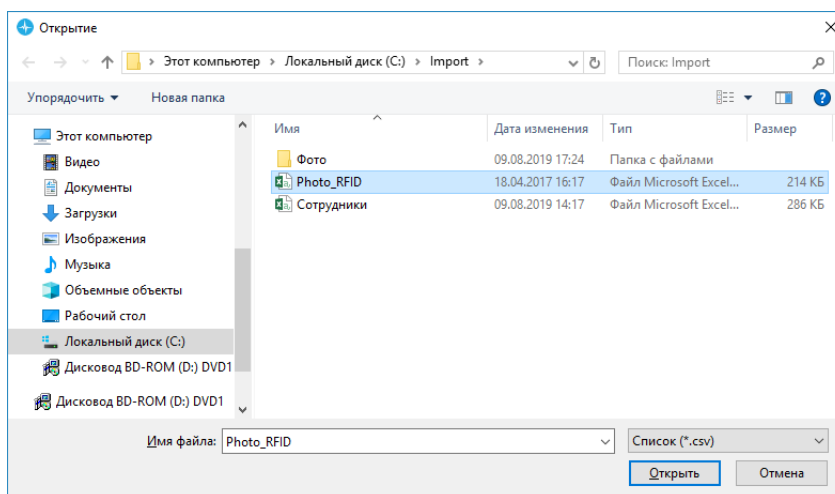 Открытие
Этот компьютер › Локальный диск (C:) › Import ›
Поиск: Import
Упорядочить
Новая папка
Имя
Дата изменения
Тип
Размер
Этот компьютер
Видео
Документы
Загрузки
Изображения
Музыка
Объемные объекты
Рабочий стол
Локальный диск (C:)
Дисковод BD-ROM (D:) DVD1
Дисковод BD-ROM (D:) DVD1
Фото 09.08.2019 17:24 Папка с файлами
Photo_RFID 18.04.2017 16:17 Файл Microsoft Excel... 214 КБ
Сотрудники 09.08.2019 14:17 Файл Microsoft Excel... 286 КБ
Имя файла: Photo_RFID
Список (*.csv)
Открыть
Отмена